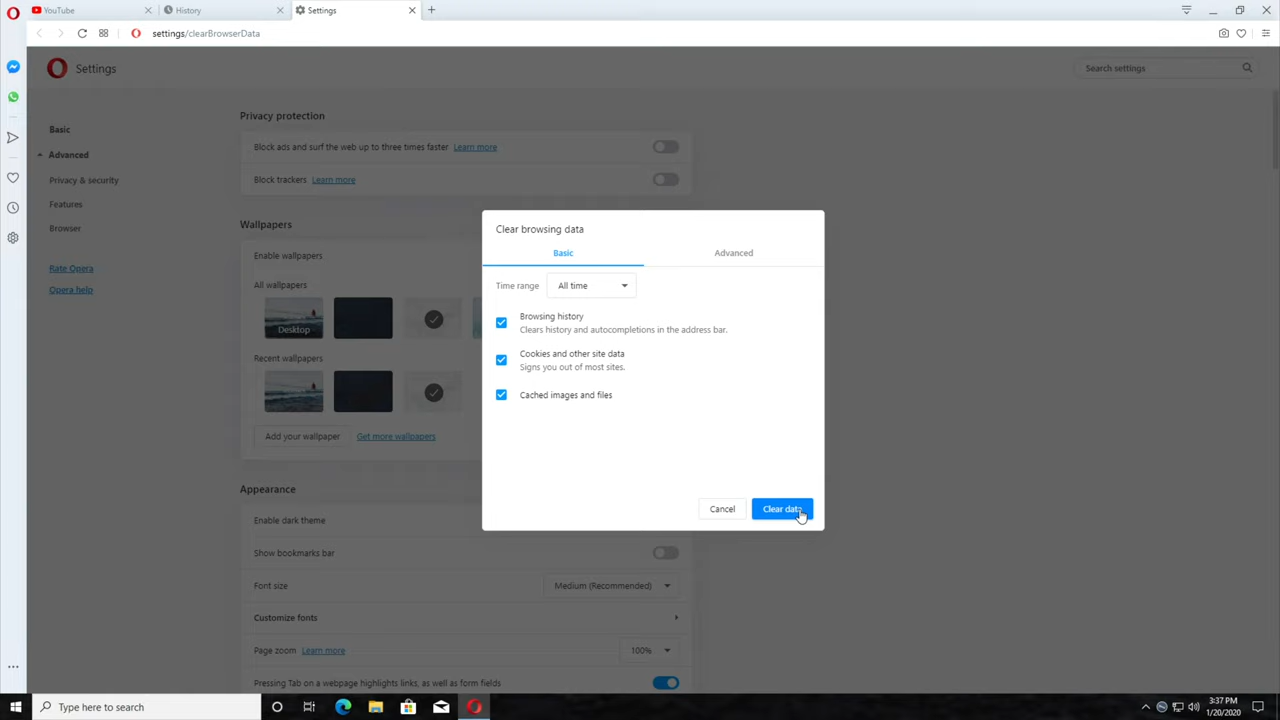 YouTube
History
Settings
settings/clearBrowserData
Settings
Search settings
Basic
Advanced
Privacy & security
Features
Browser
Rate Opera
Opera help
Privacy protection
Block ads and surf the web up to three times faster Learn more
Block trackers. Learn more
Wallpapers
Enable wallpapers
All wallpapers
Desktop
Recent wallpapers
Add your wallpaper
Get more wallpapers
Appearance
Enable dark theme
Show bookmarks bar
Font size
Medium (Recommended)
Customize fonts
Page zoom Learn more
100%
Pressing Tab on a webpage highlights links, as well as form fields
Clear browsing data
Basic
Advanced
Time range
All time
Browsing history
Clears history and autocompletions in the address bar.
Cookies and other site data
Signs you out of most sites.
Cached images and files
Cancel
Clear data
Type here to search
3:37 PM
1/20/2020